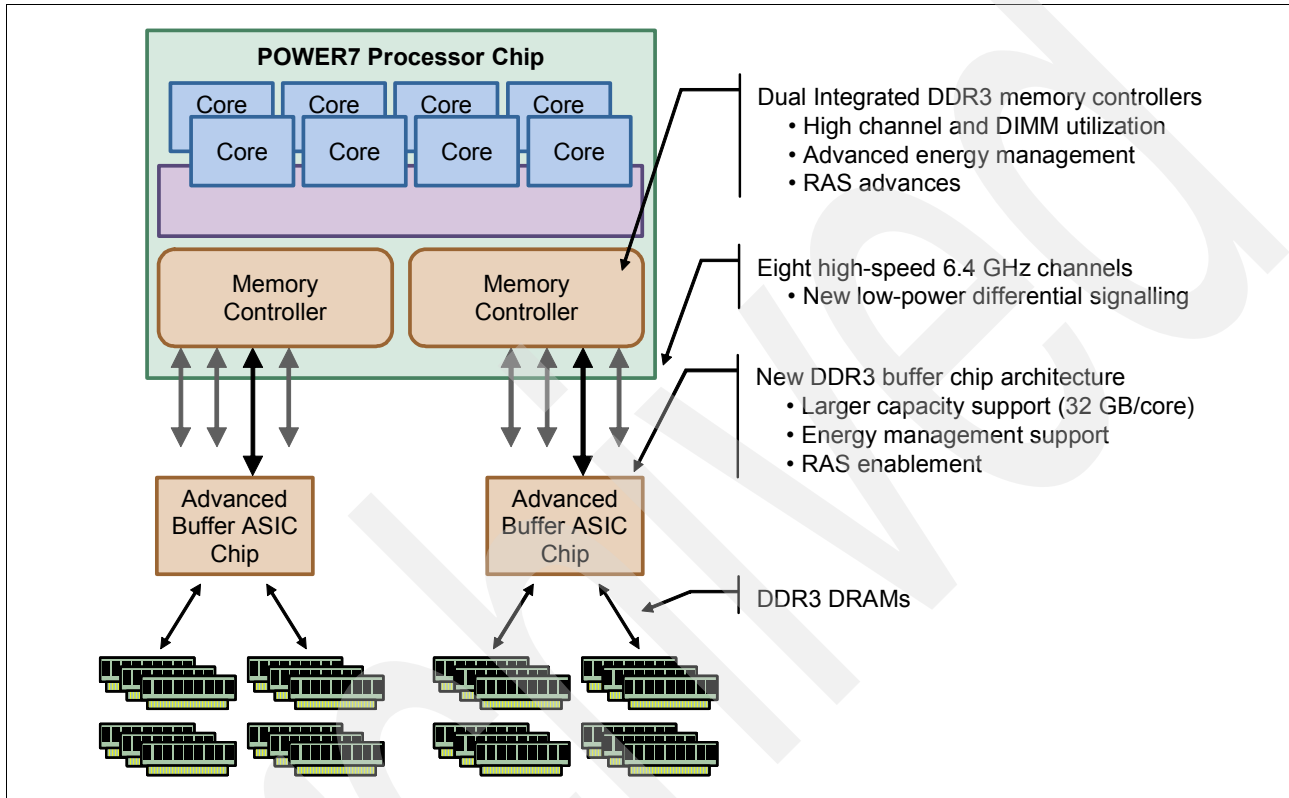 POWER7 Processor Chip
Core Core Core Core
Core Core Core Core
Memory
Controller
Memory
Controller
Advanced
Buffer ASIC
Chip
Advanced
Buffer ASIC
Chip
Dual Integrated DDR3 memory controllers
• High channel and DIMM utilization
• Advanced energy management
• RAS advances
Eight high-speed 6.4 GHz channels
• New low-power differential signalling
New DDR3 buffer chip architecture
• Larger capacity support (32 GB/core)
• Energy management support
• RAS enablement
DDR3 DRAMs